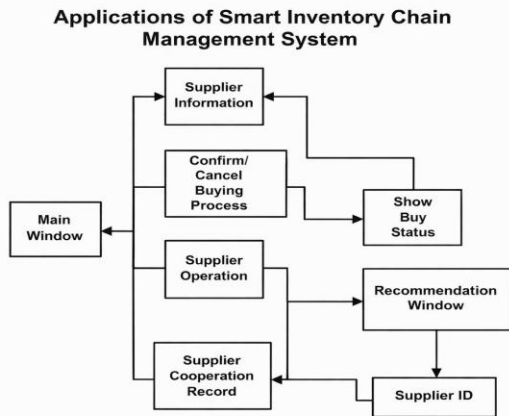 Applications of Smart Inventory Chain
Management System
Supplier
Information
Confirm/
Cancel
Buying
Process
Main
Window
Show
Buy
Status
Supplier
Operation
Recommendation
Window
Supplier
Cooperation
Record
Supplier ID